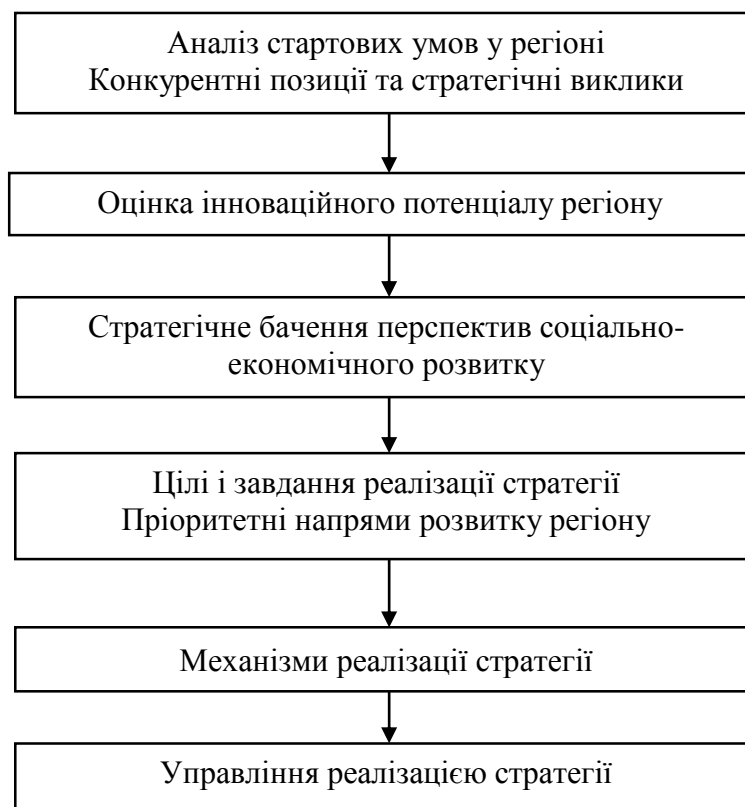 Аналіз стартових умов у регіоні
Конкурентні позиції та стратегічні виклики
Оцінка інноваційного потенціалу регіону
Стратегічне бачення перспектив соціально-
економічного розвитку
Цілі і завдання реалізації стратегії
Пріоритетні напрями розвитку регіону
Механізми реалізації стратегії
Управління реалізацією стратегії